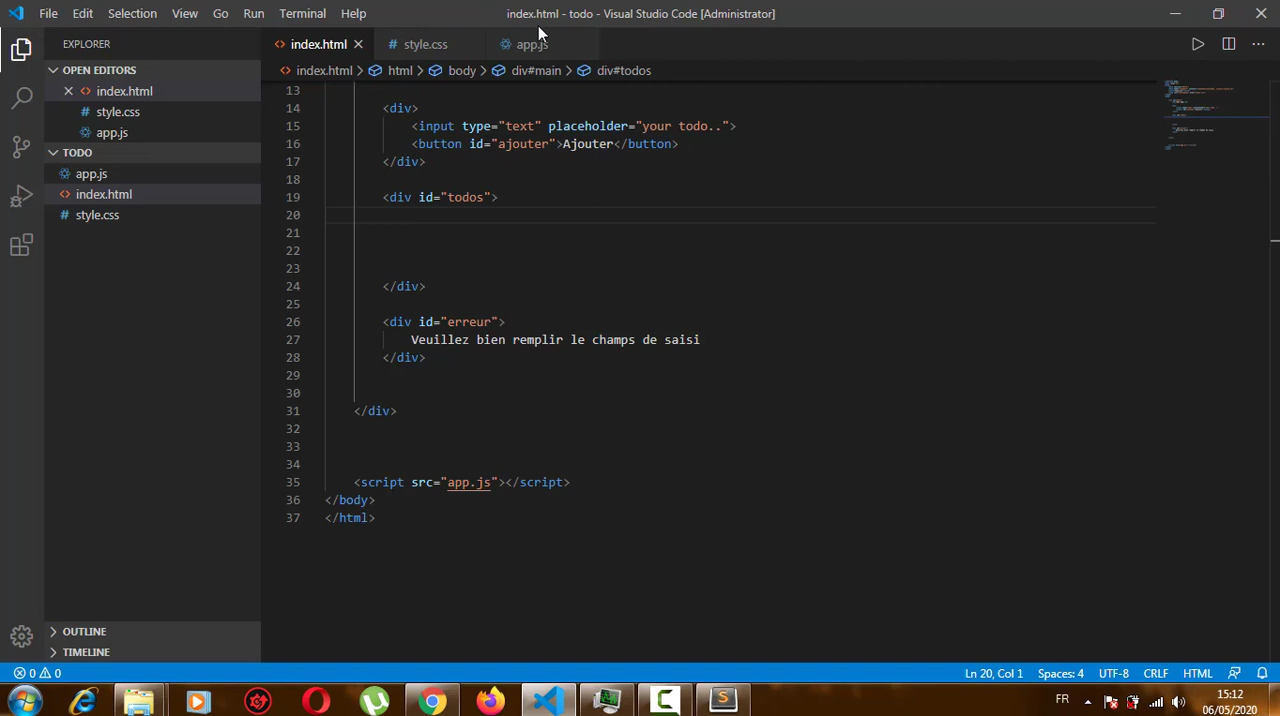 File Edit Selection View Go Run Terminal Help index.html - todo - Visual Studio Code [Administrator]
EXPLORER
OPEN EDITORS
index.html
style.css
app.js
TODO
app.js
index.html
style.css
OUTLINE
TIMELINE
index.html style.css app.js
index.html html body div#main div#todos
13
14 <div>
15 <input type="text" placeholder="your todo..">
16 <button id="ajouter">Ajouter</button>
17 </div>
18
19 <div id="todos">
20
21
22
23
24 </div>
25
26 <div id="erreur">
27 Veuillez bien remplir le champs de saisi
28 </div>
29
30
31 </div>
32
33
34
35 <script src="app.js"></script>
36 </body>
37 </html>
0 0 Ln 20, Col 1 Spaces: 4 UTF-8 CRLF HTML
FR 15:12
06/05/2020